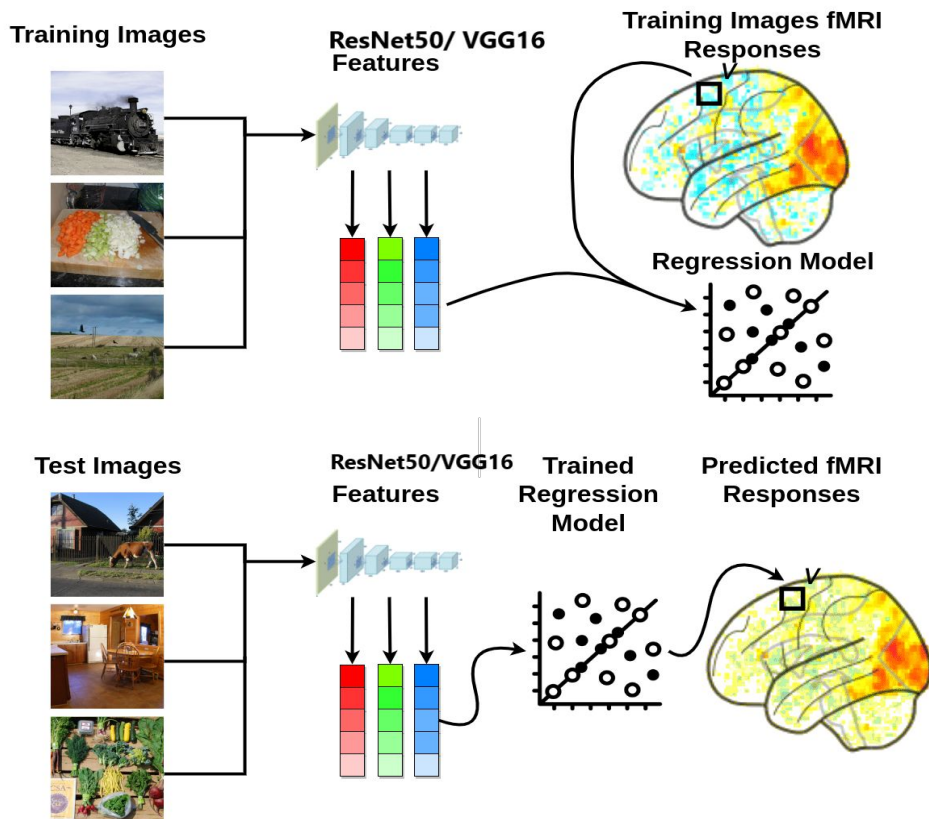 Training Images
ResNet50/ VGG16
Features
Training Images fMRI
Responses
V
Regression Model
Test Images
ResNet50/VGG16
Features
Trained
Regression
Model
Predicted fMRI
Responses
V